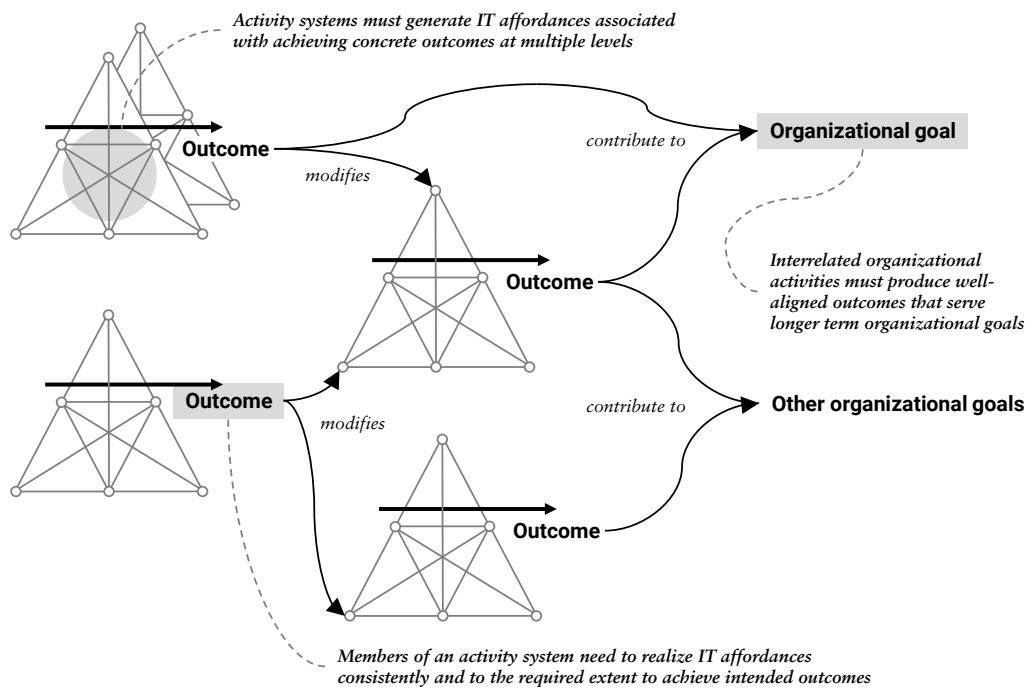 Activity systems must generate IT affordances associated
with achieving concrete outcomes at multiple levels
contribute to
Organizational goal
Outcome
modifies
Interrelated organizational
activities must produce well-
aligned outcomes that serve
longer term organizational goals
Outcome
Outcome
modifies
contribute to
Other organizational goals
Outcome
Members of an activity system need to realize IT affordances
consistently and to the required extent to achieve intended outcomes